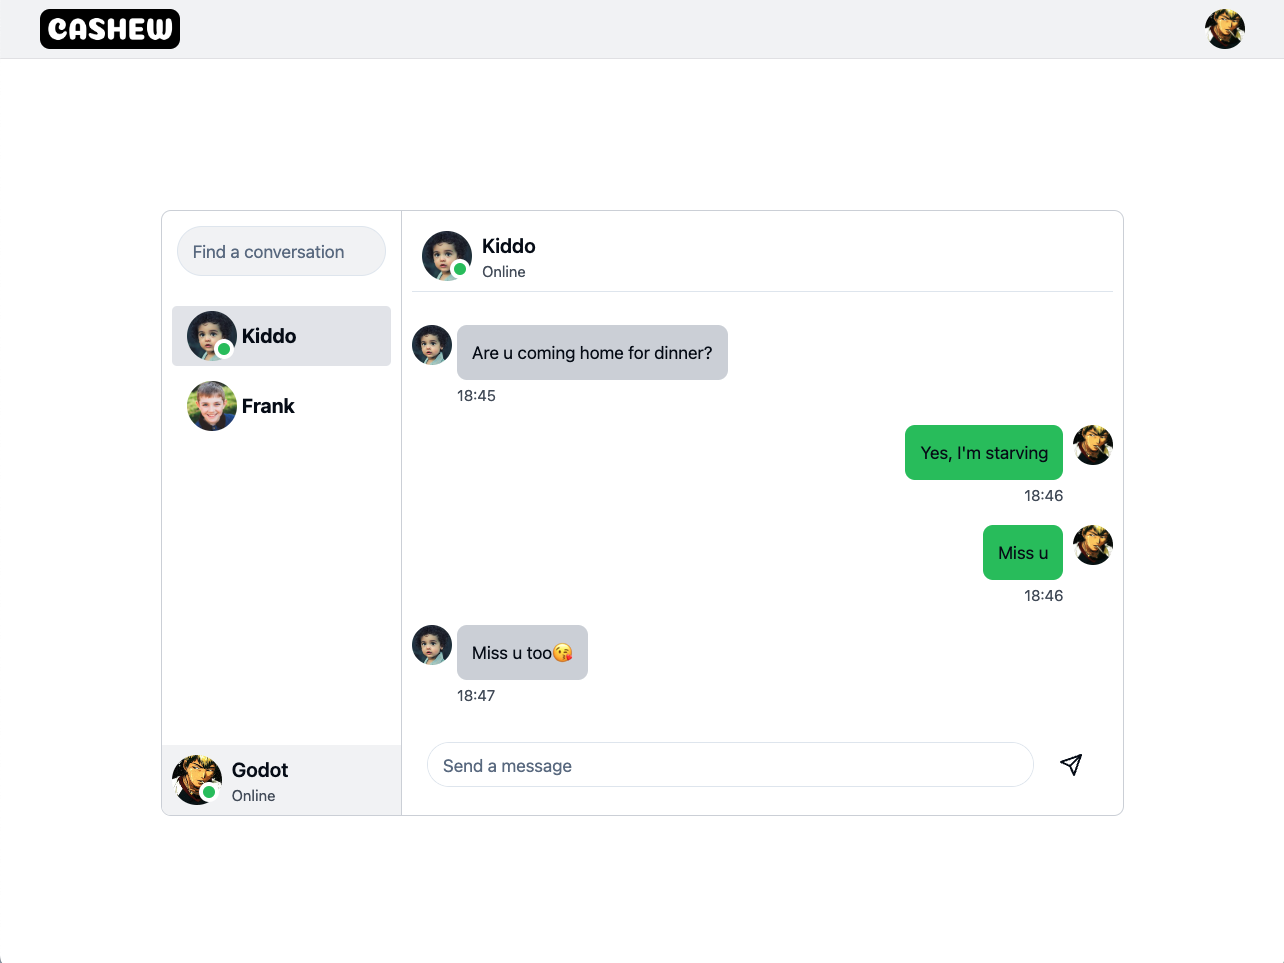 CASHEW
Find a conversation
Kiddo
Frank
Godot
Online
Kiddo
Online
Are u coming home for dinner?
18:45
Yes, I'm starving
18:46
Miss u
18:46
Miss u too😘
18:47
Send a message